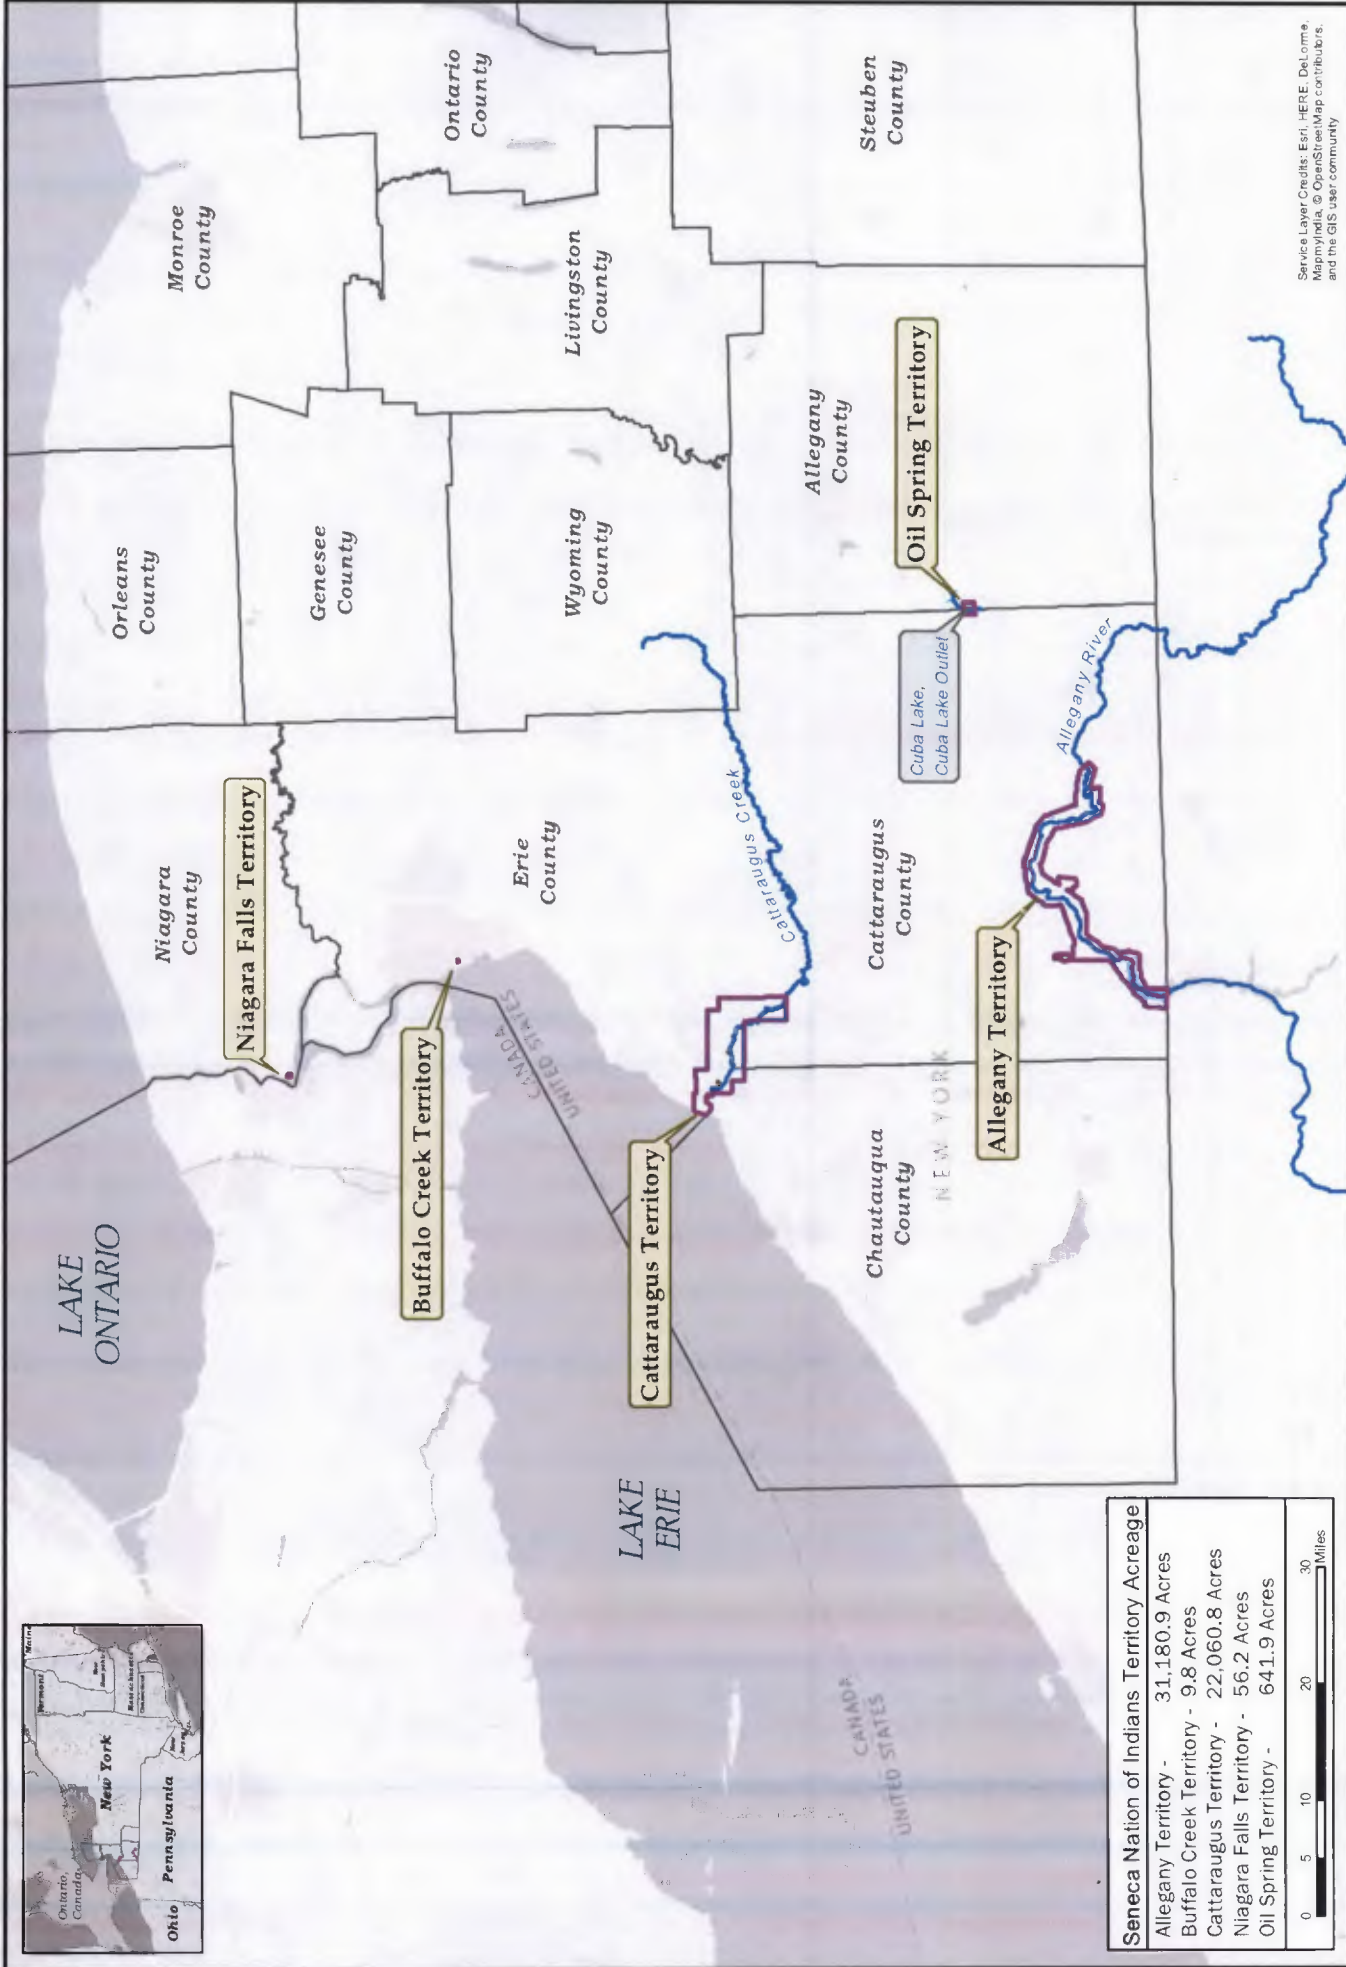 Ontario,
Canada
Ohio
Pennsylvania
New York
Vermont
Maine
Massachusetts
LAKE
ONTARIO
Orleans
County
Monroe
County
Niagara
County
Niagara Falls Territory
Genesee
County
Ontario
County
Buffalo Creek Territory
Erie
County
Wyoming
County
Livingston
County
CANADA
UNITED STATES
LAKE
ERIE
Cattaraugus Territory
Cattaraugus Creek
CANADA
UNITED STATES
Chautauqua
County
NEW YORK
Cattaraugus
County
Allegany
County
Steuben
County
Cuba Lake,
Cuba Lake Outlet
Oil Spring Territory
Allegany Territory
Allegany River
Seneca Nation of Indians Territory Acreage
Allegany Territory - 31,180.9 Acres
Buffalo Creek Territory - 9.8 Acres
Cattaraugus Territory - 22,060.8 Acres
Niagara Falls Territory - 56.2 Acres
Oil Spring Territory - 641.9 Acres
0 5 10 20 30
Miles
Service Layer Credits: Esri, HERE, DeLorme,
MapmyIndia, © OpenStreetMap contributors,
and the GIS user community